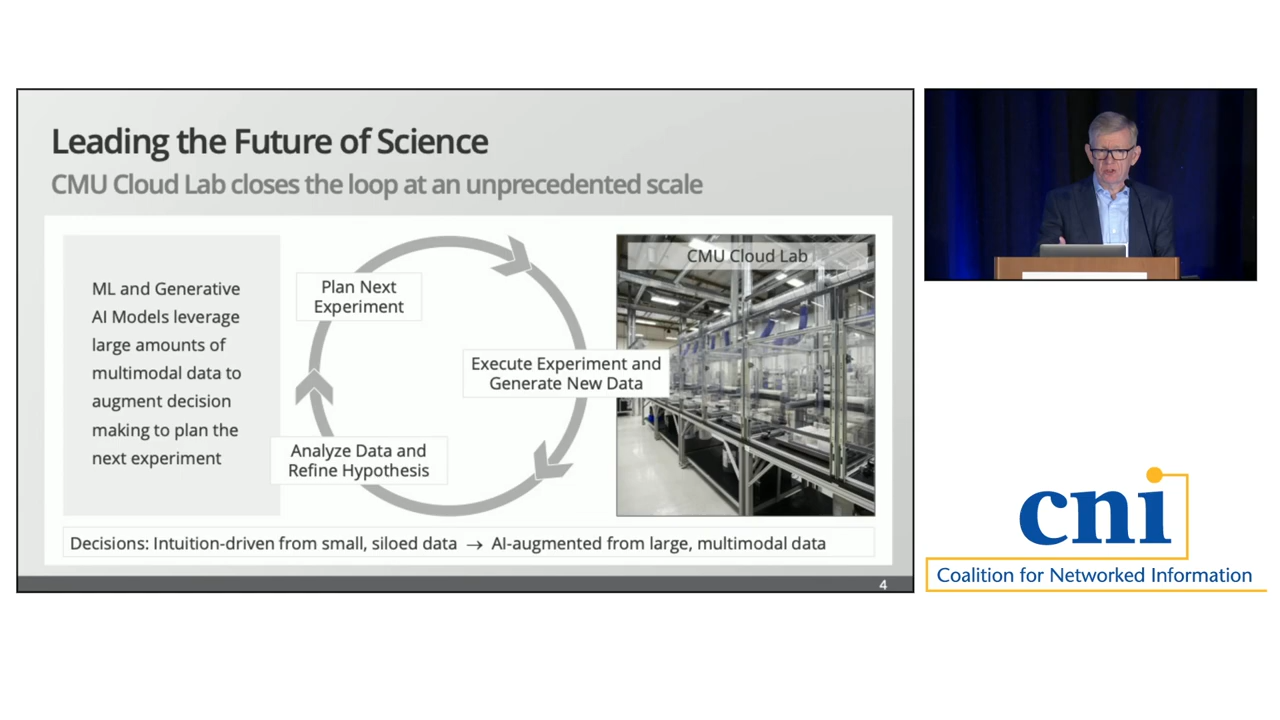 Leading the Future of Science
CMU Cloud Lab closes the loop at an unprecedented scale
ML and Generative
AI Models leverage
large amounts of
multimodal data to
augment decision
making to plan the
next experiment
Plan Next
Experiment
Execute Experiment and
Generate New Data
Analyze Data and
Refine Hypothesis
CMU Cloud Lab
Decisions: Intuition-driven from small, siloed data → AI-augmented from large, multimodal data
4
cni
Coalition for Networked Information